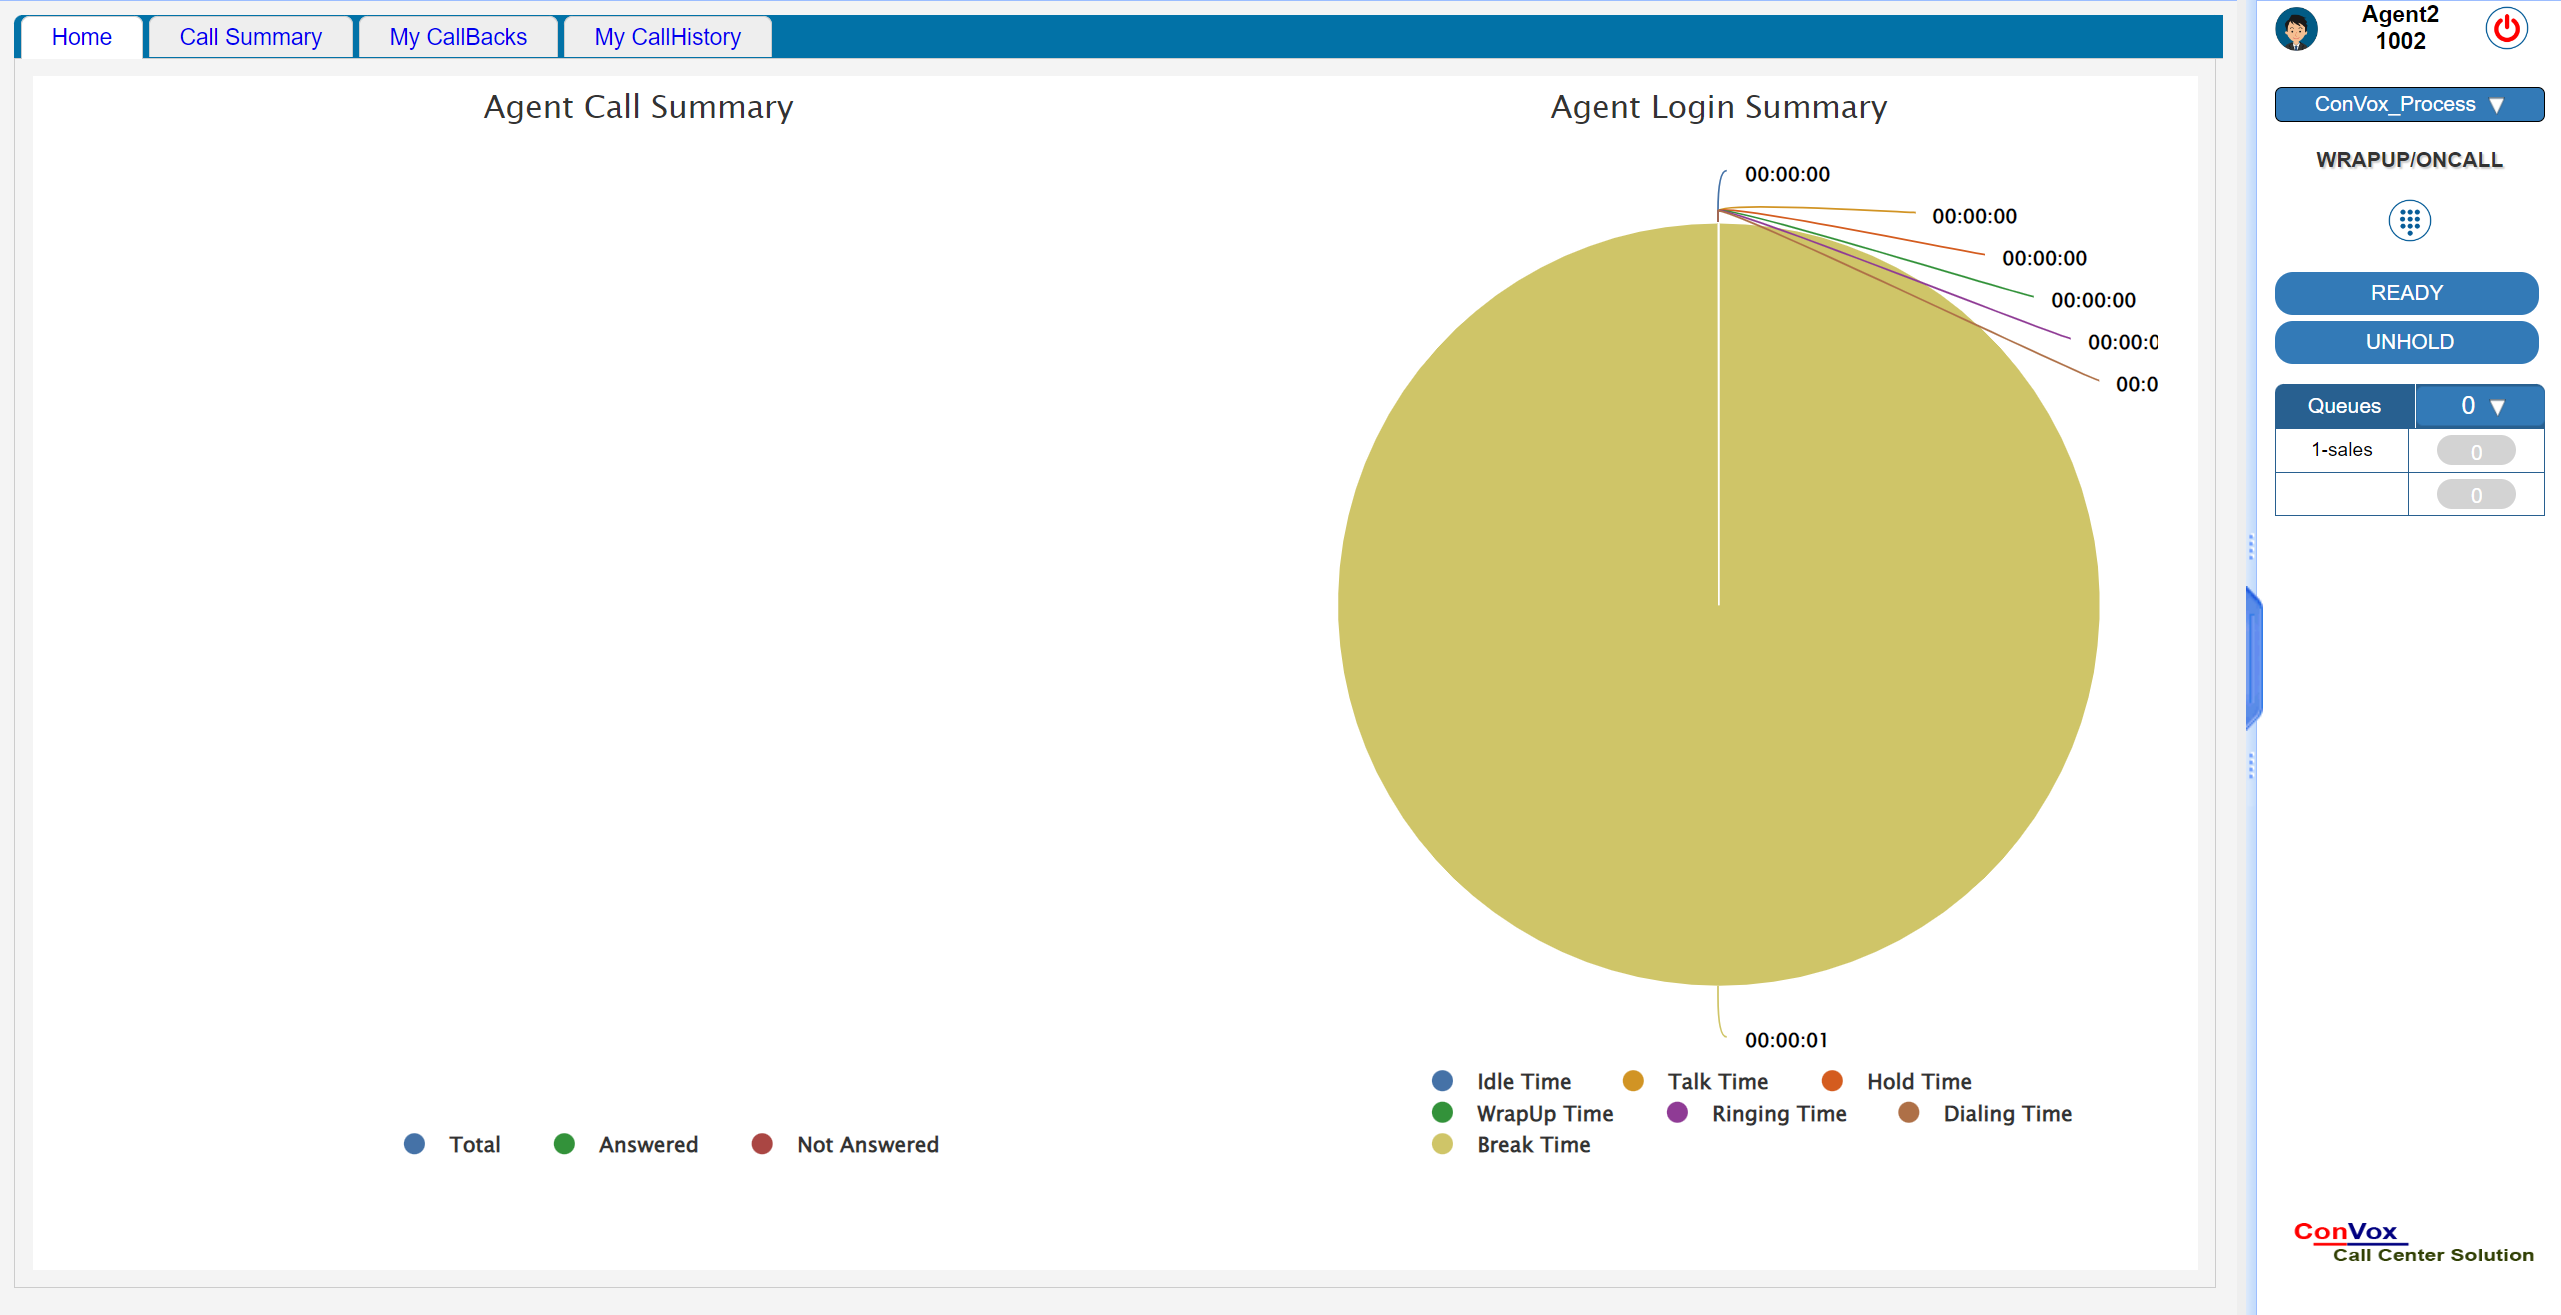 Home
Call Summary
My CallBacks
My CallHistory
Agent Call Summary
Total
Answered
Not Answered
Agent Login Summary
00:00:00
00:00:00
00:00:00
00:00:00
00:00:0
00:0
00:00:01
Idle Time
Talk Time
Hold Time
WrapUp Time
Ringing Time
Dialing Time
Break Time
Agent2
1002
ConVox_Process ▼
WRAPUP/ONCALL
READY
UNHOLD
Queues
0 ▼
1-sales
0
0
ConVox
Call Center Solution